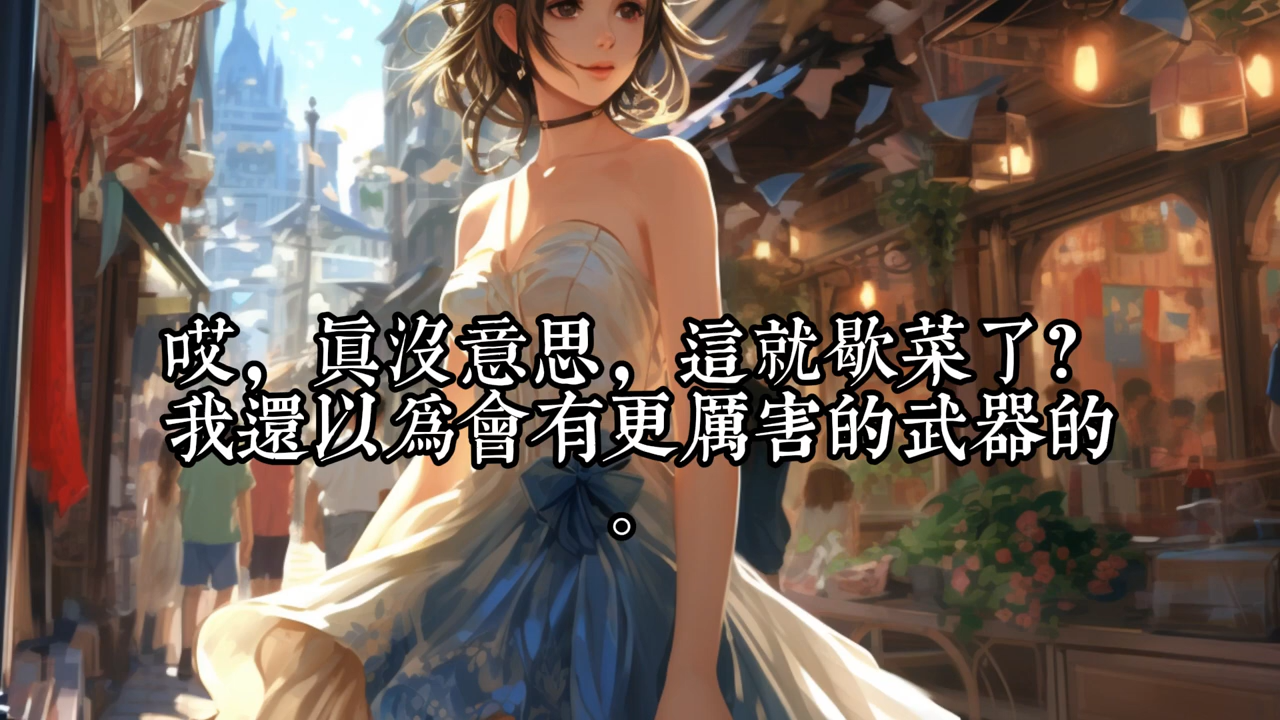 哎，眞沒意思，這就歇菜了？
我還以爲會有更厲害的武器的
。